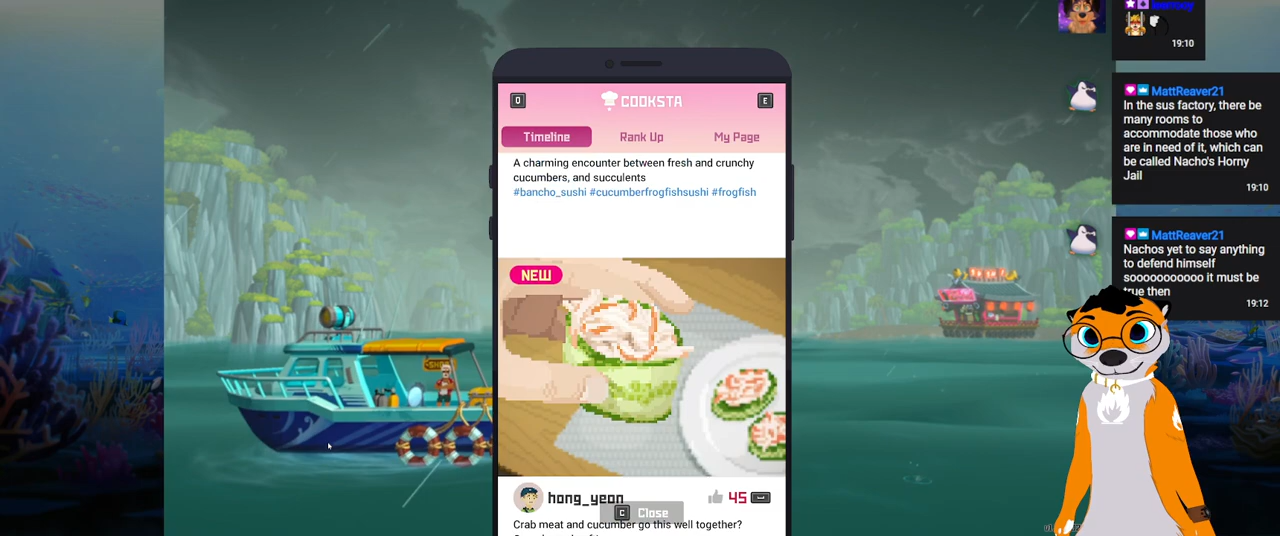 O
COOKSTA
E
Timeline
Rank Up
My Page
A charming encounter between fresh and crunchy
cucumbers, and succulents
#bancho_sushi #cucumberfrogfishsushi #frogfish
NEW
hong_yeon
45
C Close
Crab meat and cucumber go this well together?
19:10
MattReaver21
In the sus factory, there be
many rooms to
accommodate those who
are in need of it, which can
be called Nacho's Horny
Jail
19:10
MattReaver21
Nachos yet to say anything
to defend himself
sooooooooooo it must be
true then
19:12